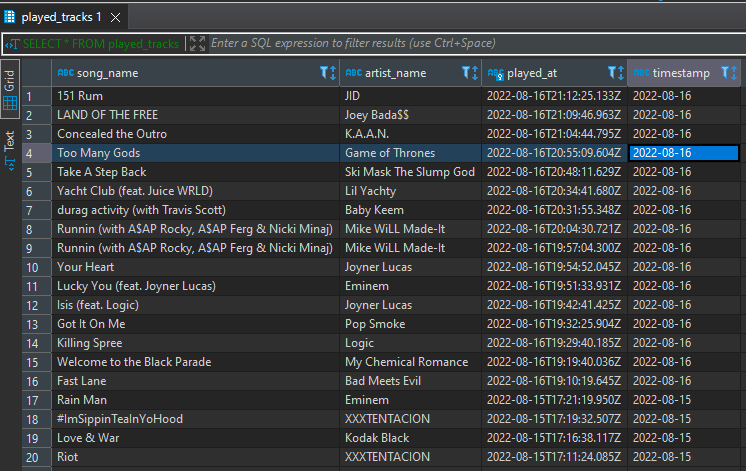 played_tracks 1
SELECT * FROM played_tracks Enter a SQL expression to filter results (use Ctrl+Space)
Grid
Text
ABC song_name ABC artist_name ABC played_at ABC timestamp
1 151 Rum JID 2022-08-16T21:12:25.133Z 2022-08-16
2 LAND OF THE FREE Joey Bada$$ 2022-08-16T21:09:46.963Z 2022-08-16
3 Concealed the Outro K.A.A.N. 2022-08-16T21:04:44.795Z 2022-08-16
4 Too Many Gods Game of Thrones 2022-08-16T20:55:09.604Z 2022-08-16
5 Take A Step Back Ski Mask The Slump God 2022-08-16T20:48:11.629Z 2022-08-16
6 Yacht Club (feat. Juice WRLD) Lil Yachty 2022-08-16T20:34:41.680Z 2022-08-16
7 durag activity (with Travis Scott) Baby Keem 2022-08-16T20:31:55.348Z 2022-08-16
8 Runnin (with A$AP Rocky, A$AP Ferg & Nicki Minaj) Mike WiLL Made-It 2022-08-16T20:04:30.721Z 2022-08-16
9 Runnin (with A$AP Rocky, A$AP Ferg & Nicki Minaj) Mike WiLL Made-It 2022-08-16T19:57:04.300Z 2022-08-16
10 Your Heart Joyner Lucas 2022-08-16T19:54:52.045Z 2022-08-16
11 Lucky You (feat. Joyner Lucas) Eminem 2022-08-16T19:51:33.931Z 2022-08-16
12 Isis (feat. Logic) Joyner Lucas 2022-08-16T19:42:41.425Z 2022-08-16
13 Got It On Me Pop Smoke 2022-08-16T19:32:25.904Z 2022-08-16
14 Killing Spree Logic 2022-08-16T19:29:40.185Z 2022-08-16
15 Welcome to the Black Parade My Chemical Romance 2022-08-16T19:19:40.036Z 2022-08-16
16 Fast Lane Bad Meets Evil 2022-08-16T19:10:19.645Z 2022-08-16
17 Rain Man Eminem 2022-08-15T17:21:19.950Z 2022-08-15
18 #ImSippinTeaInYoHood XXXTENTACION 2022-08-15T17:19:32.507Z 2022-08-15
19 Love & War Kodak Black 2022-08-15T17:16:38.117Z 2022-08-15
20 Riot XXXTENTACION 2022-08-15T17:11:24.085Z 2022-08-15